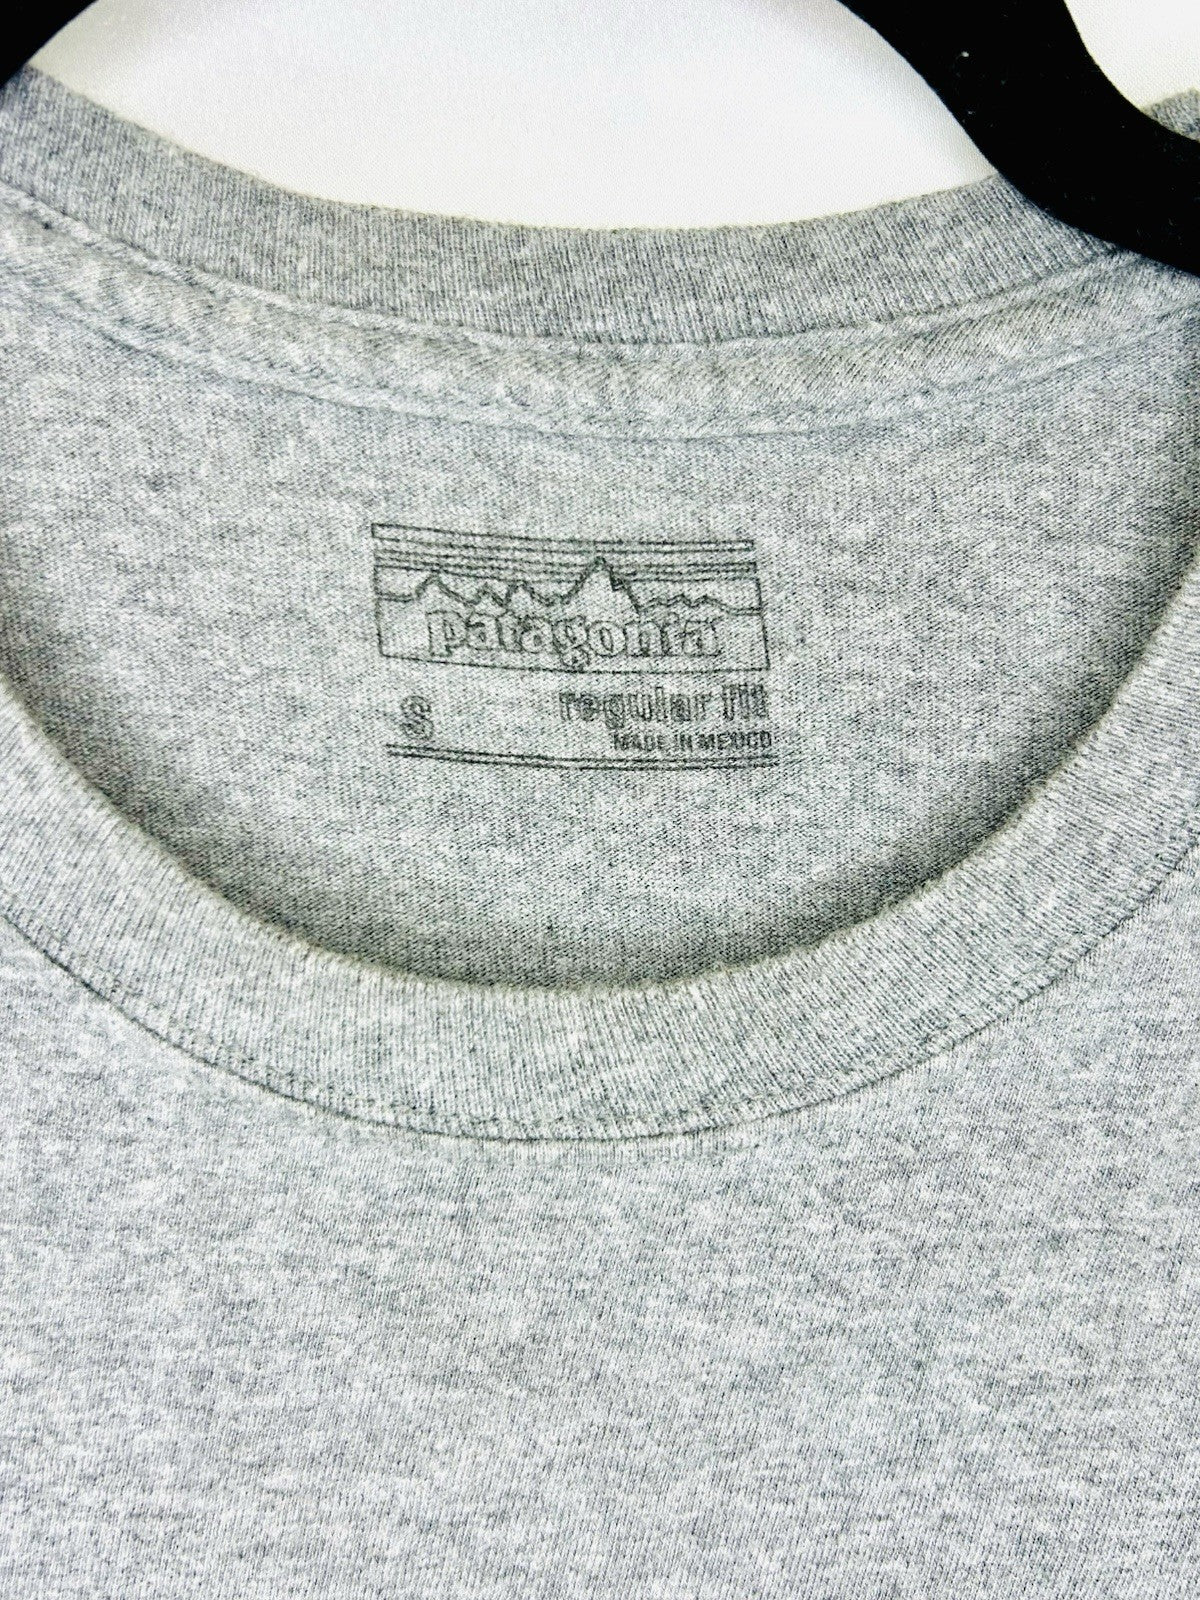 patagonia
S regular fit
MADE IN MEXICO